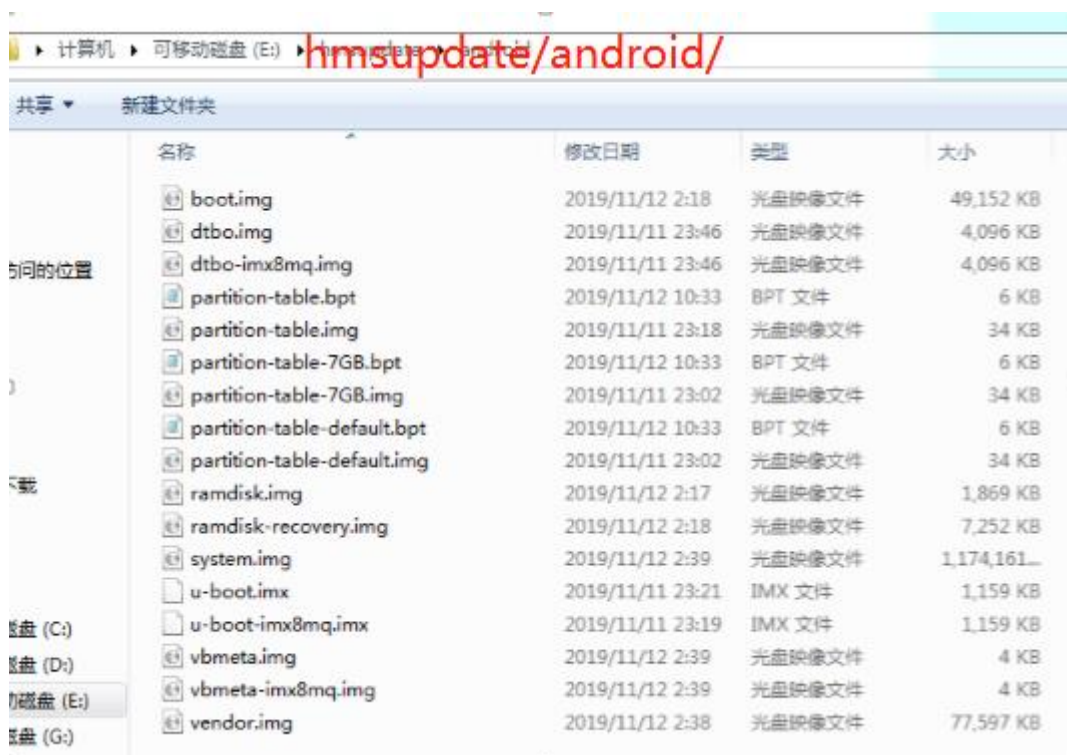 计算机 可移动磁盘 (E:)
hmsupdate/android/
共享 新建文件夹
名称 修改日期 类型 大小
boot.img 2019/11/12 2:18 光盘映像文件 49,152 KB
dtbo.img 2019/11/11 23:46 光盘映像文件 4,096 KB
dtbo-imx8mq.img 2019/11/11 23:46 光盘映像文件 4,096 KB
访问的位置
partition-table.bpt 2019/11/12 10:33 BPT 文件 6 KB
partition-table.img 2019/11/11 23:18 光盘映像文件 34 KB
partition-table-7GB.bpt 2019/11/12 10:33 BPT 文件 6 KB
partition-table-7GB.img 2019/11/11 23:02 光盘映像文件 34 KB
partition-table-default.bpt 2019/11/12 10:33 BPT 文件 6 KB
partition-table-default.img 2019/11/11 23:02 光盘映像文件 34 KB
下载
ramdisk.img 2019/11/12 2:17 光盘映像文件 1,869 KB
ramdisk-recovery.img 2019/11/12 2:18 光盘映像文件 7,252 KB
system.img 2019/11/12 2:39 光盘映像文件 1,174,161...
u-boot.imx 2019/11/11 23:21 IMX 文件 1,159 KB
u-boot-imx8mq.imx 2019/11/11 23:19 IMX 文件 1,159 KB
磁盘 (C:)
vbmeta.img 2019/11/12 2:39 光盘映像文件 4 KB
磁盘 (D:)
vbmeta-imx8mq.img 2019/11/12 2:39 光盘映像文件 4 KB
动磁盘 (E:)
vendor.img 2019/11/12 2:38 光盘映像文件 77,597 KB
磁盘 (G:)